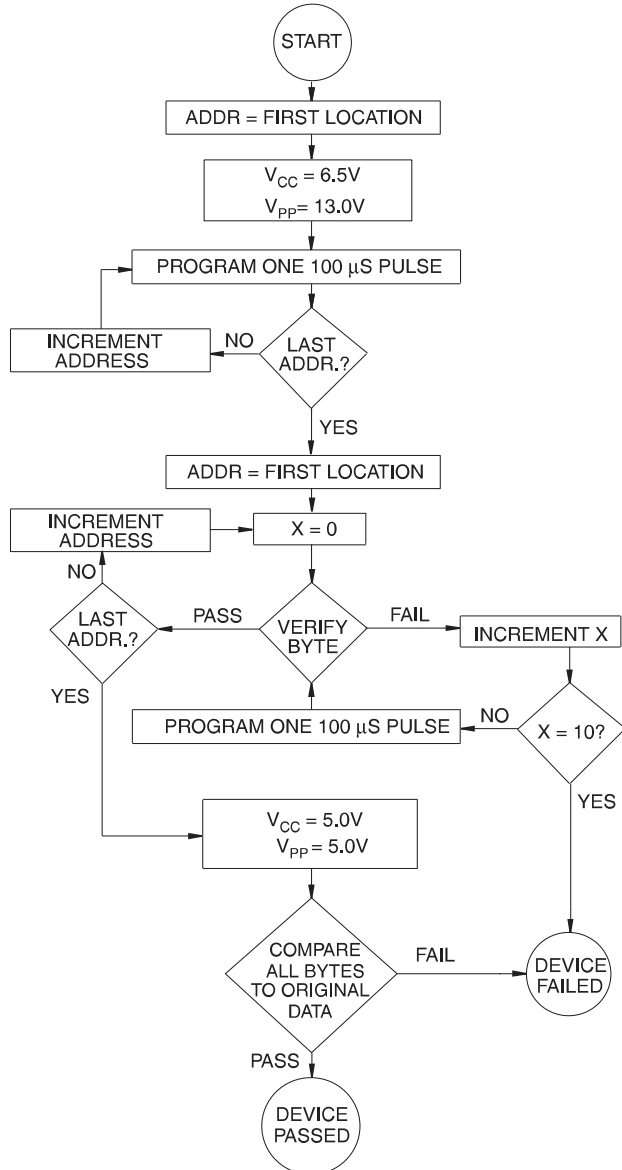 START
ADDR = FIRST LOCATION
VCC = 6.5V
VPP= 13.0V
PROGRAM ONE 100 μS PULSE
INCREMENT
ADDRESS
NO
LAST
ADDR.?
YES
ADDR = FIRST LOCATION
INCREMENT
ADDRESS
X = 0
NO
LAST
ADDR.?
PASS
VERIFY
BYTE
FAIL
INCREMENT X
YES
PROGRAM ONE 100 μS PULSE
NO
X = 10?
YES
VCC = 5.0V
VPP = 5.0V
COMPARE
ALL BYTES
TO ORIGINAL
DATA
FAIL
DEVICE
FAILED
PASS
DEVICE
PASSED